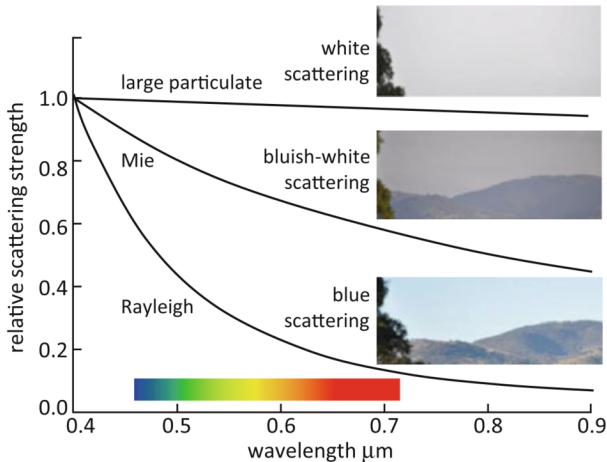 white
scattering
large particulate
1.0
bluish-white
scattering
0.8
Mie
0.6
0.4
blue
scattering
Rayleigh
0.2
0.0
0.4 0.5 0.6 0.7 0.8 0.9
wavelength μm
relative scattering strength